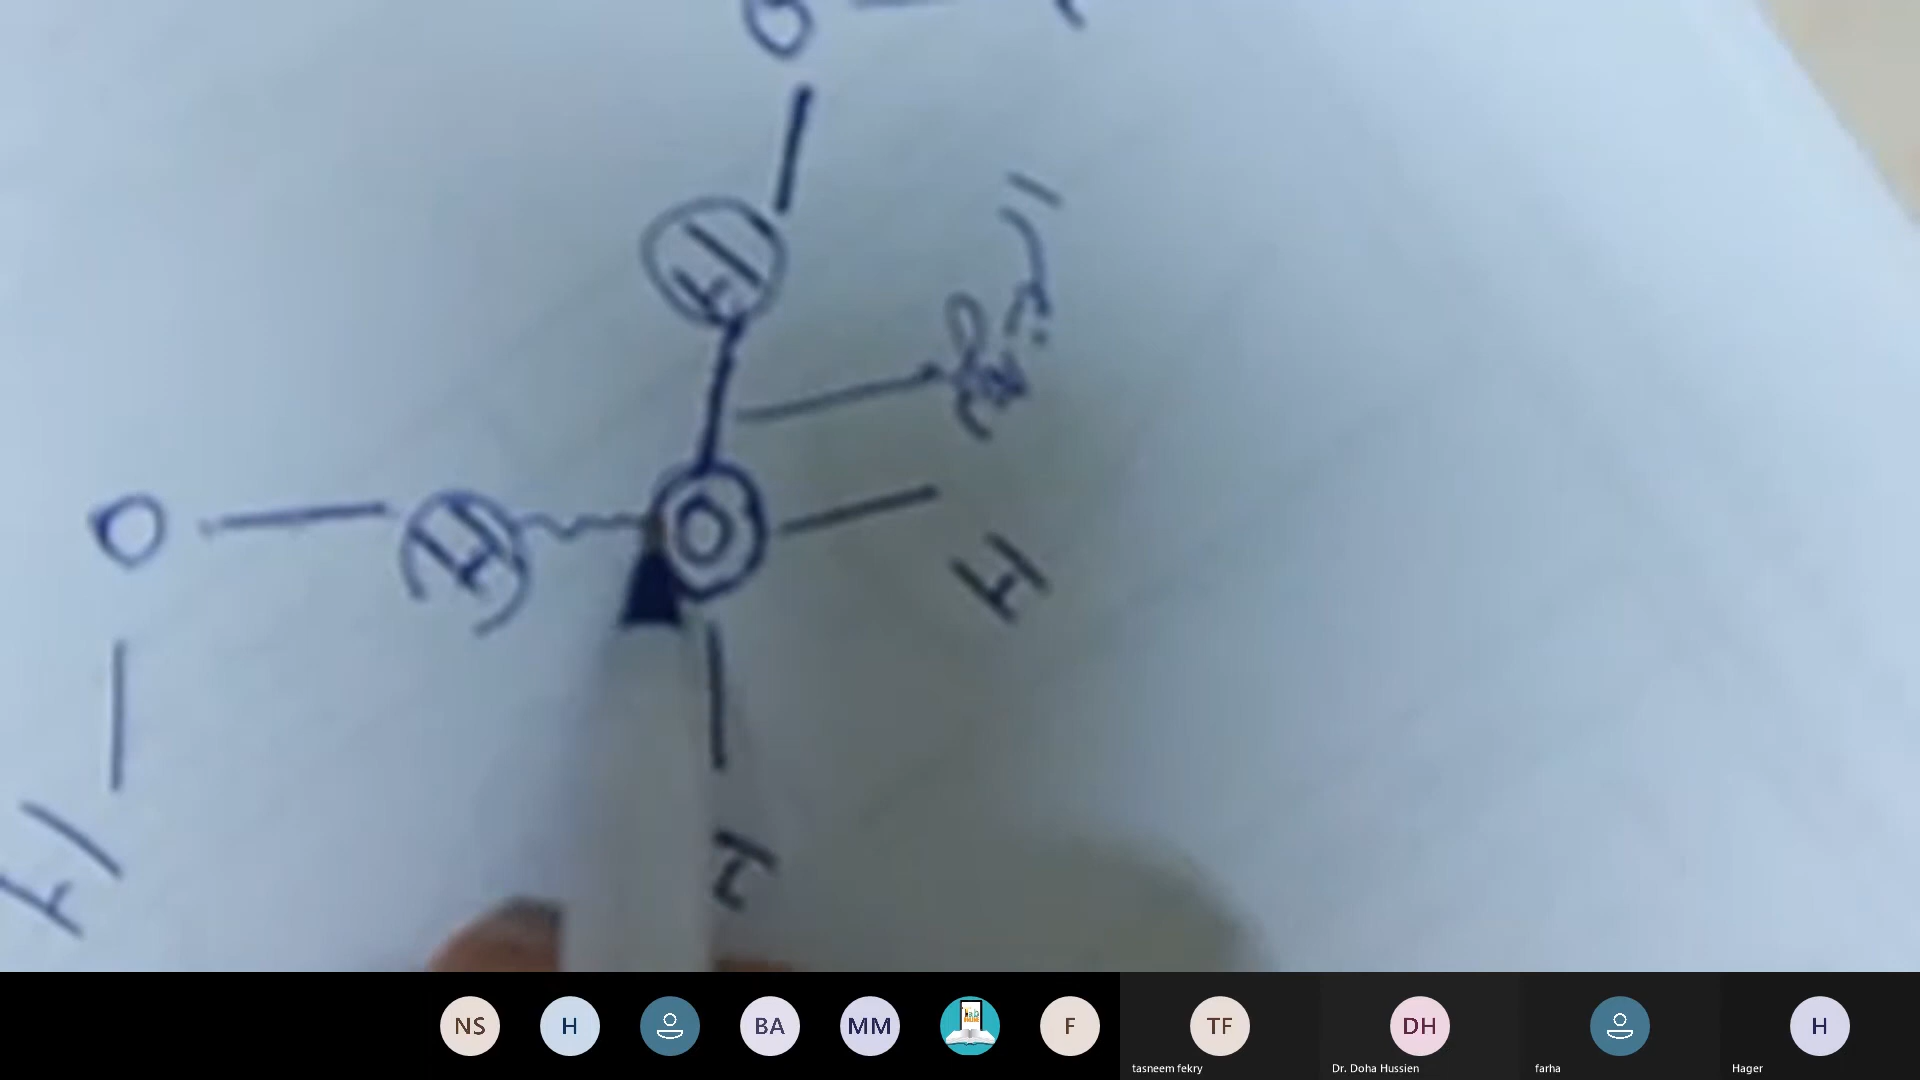 O
H
O
H
O
H
H
H
NS
H
BA
MM
F
TF
DH
H
tasneem fekry
Dr. Doha Hussien
farha
Hager